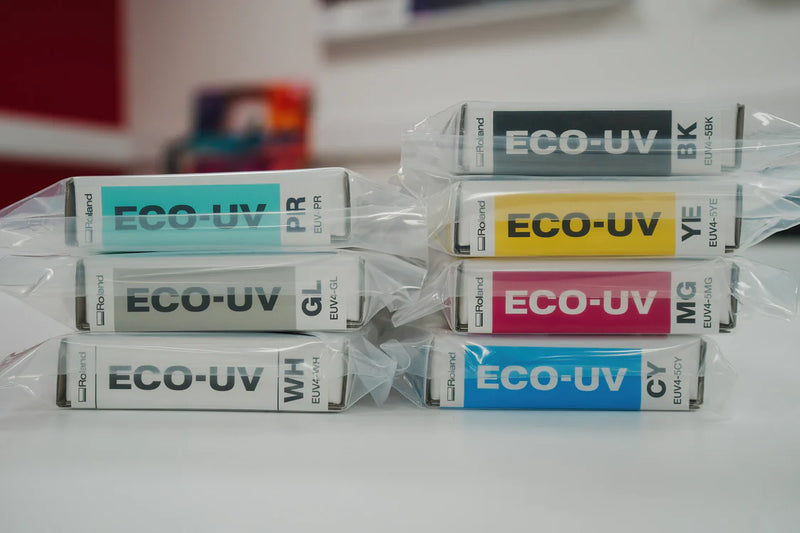 Roland ECO-UV PR EUV-PR
Roland ECO-UV GL EUV4-GL
Roland ECO-UV WH EUV4-WH
Roland ECO-UV BK EUV4-5BK
Roland ECO-UV YE EUV4-5YE
Roland ECO-UV MG EUV4-5MG
Roland ECO-UV CY EUV4-5CY